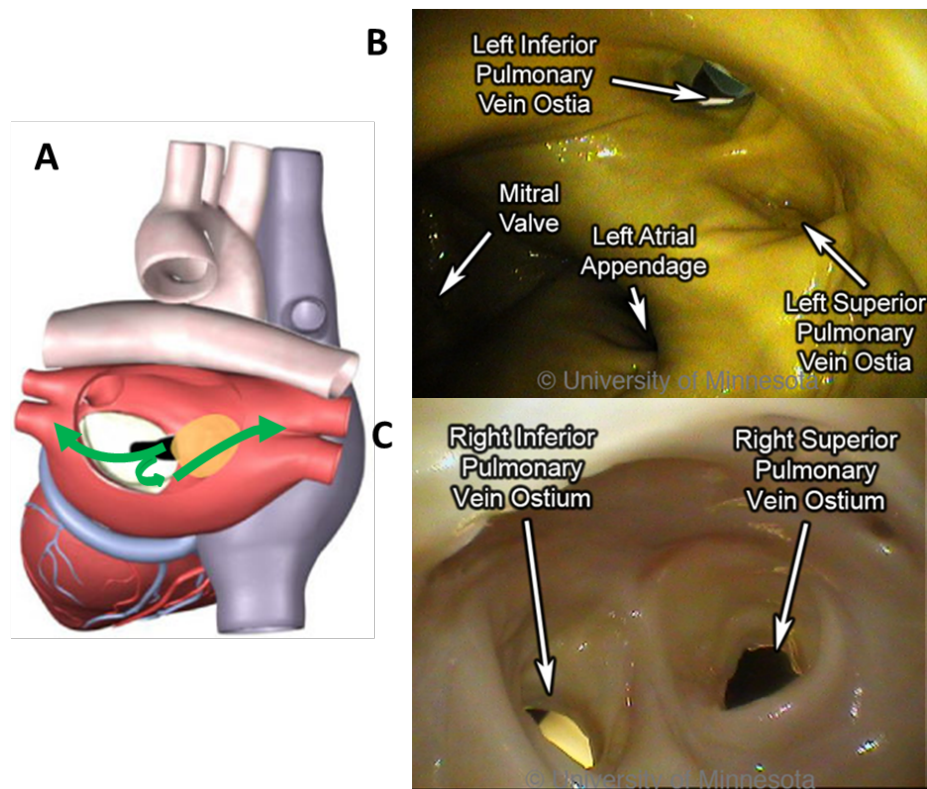 A
B
Left Inferior
Pulmonary
Vein Ostia
Mitral
Valve
Left Atrial
Appendage
Left Superior
Pulmonary
Vein Ostia
© University of Minnesota
C
Right Inferior
Pulmonary
Vein Ostium
Right Superior
Pulmonary
Vein Ostium
© University of Minnesota